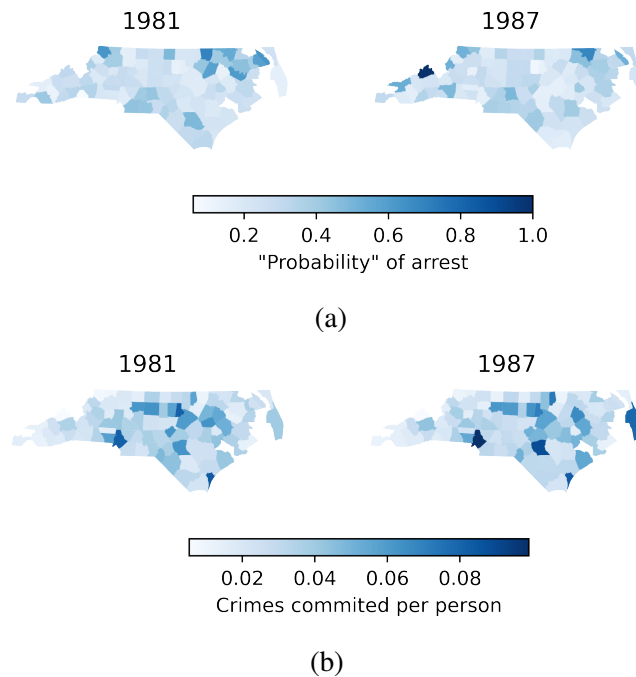 1981 1987
0.2 0.4 0.6 0.8 1.0
"Probability" of arrest
(a)
1981 1987
0.02 0.04 0.06 0.08
Crimes commited per person
(b)